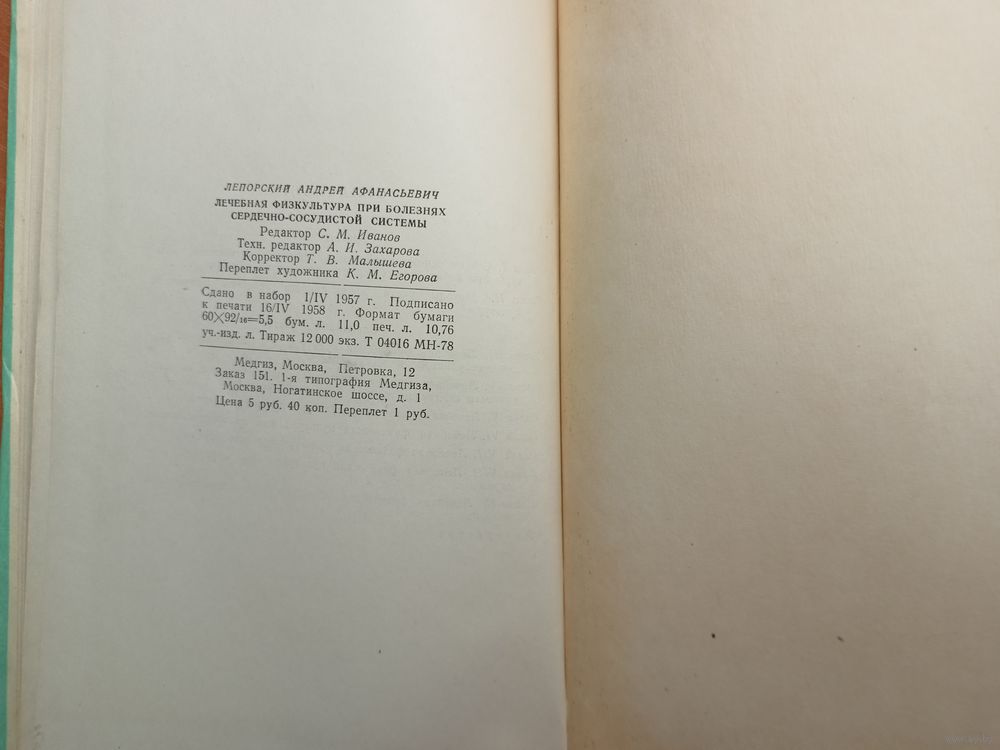 ЛЕПОРСКИЙ АНДРЕЙ АФАНАСЬЕВИЧ
ЛЕЧЕБНАЯ ФИЗКУЛЬТУРА ПРИ БОЛЕЗНЯХ
СЕРДЕЧНО-СОСУДИСТОЙ СИСТЕМЫ
Редактор С. М. Иванов
Техн. редактор А. И. Захарова
Корректор Т. В. Малышева
Переплет художника К. М. Егорова
Сдано в набор 1/IV 1957 г. Подписано
к печати 16/IV 1958 г. Формат бумаги
60×92/16=5,5 бум. л. 11,0 печ. л. 10,76
уч.-изд. л. Тираж 12 000 экз. Т 04016 МН-78
Медгиз, Москва, Петровка, 12
Заказ 151. 1-я типография Медгиза,
Москва, Ногатинское шоссе, д. 1
Цена 5 руб. 40 коп. Переплет 1 руб.